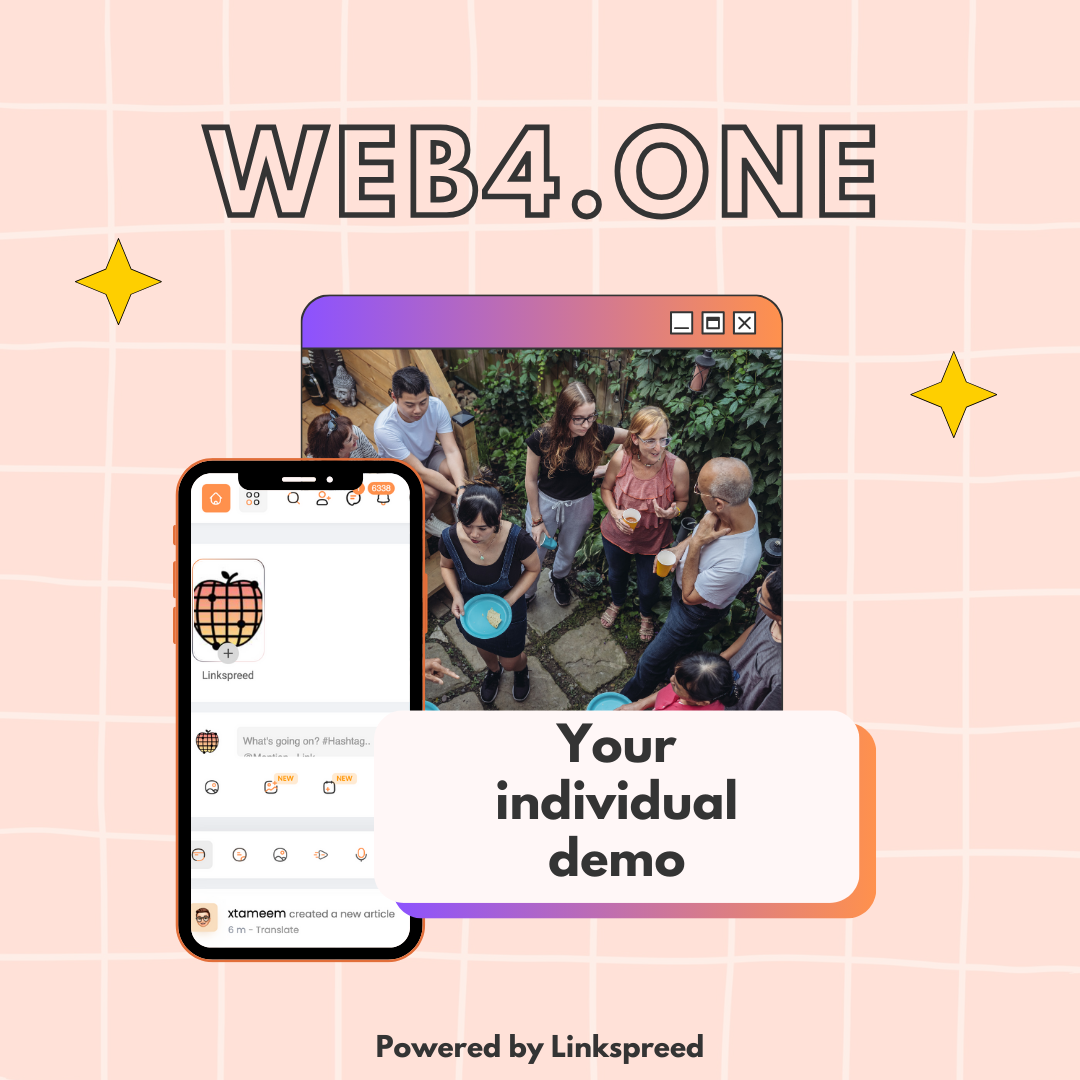 WEB4.ONE
6338
Linkspreed
What's going on? #Hashtag..
@Mention.. Link..
NEW
NEW
xtameem created a new article
6 m - Translate
Your
individual
demo
Powered by Linkspreed